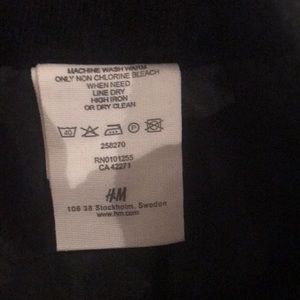 MACHINE WASH WARM
ONLY NON CHLORINE BLEACH
WHEN NEED
LINE DRY
HIGH IRON
OR DRY CLEAN
40
258270
RN0101255
CA 42271
H&M
106 38 Stockholm, Sweden
www.hm.com